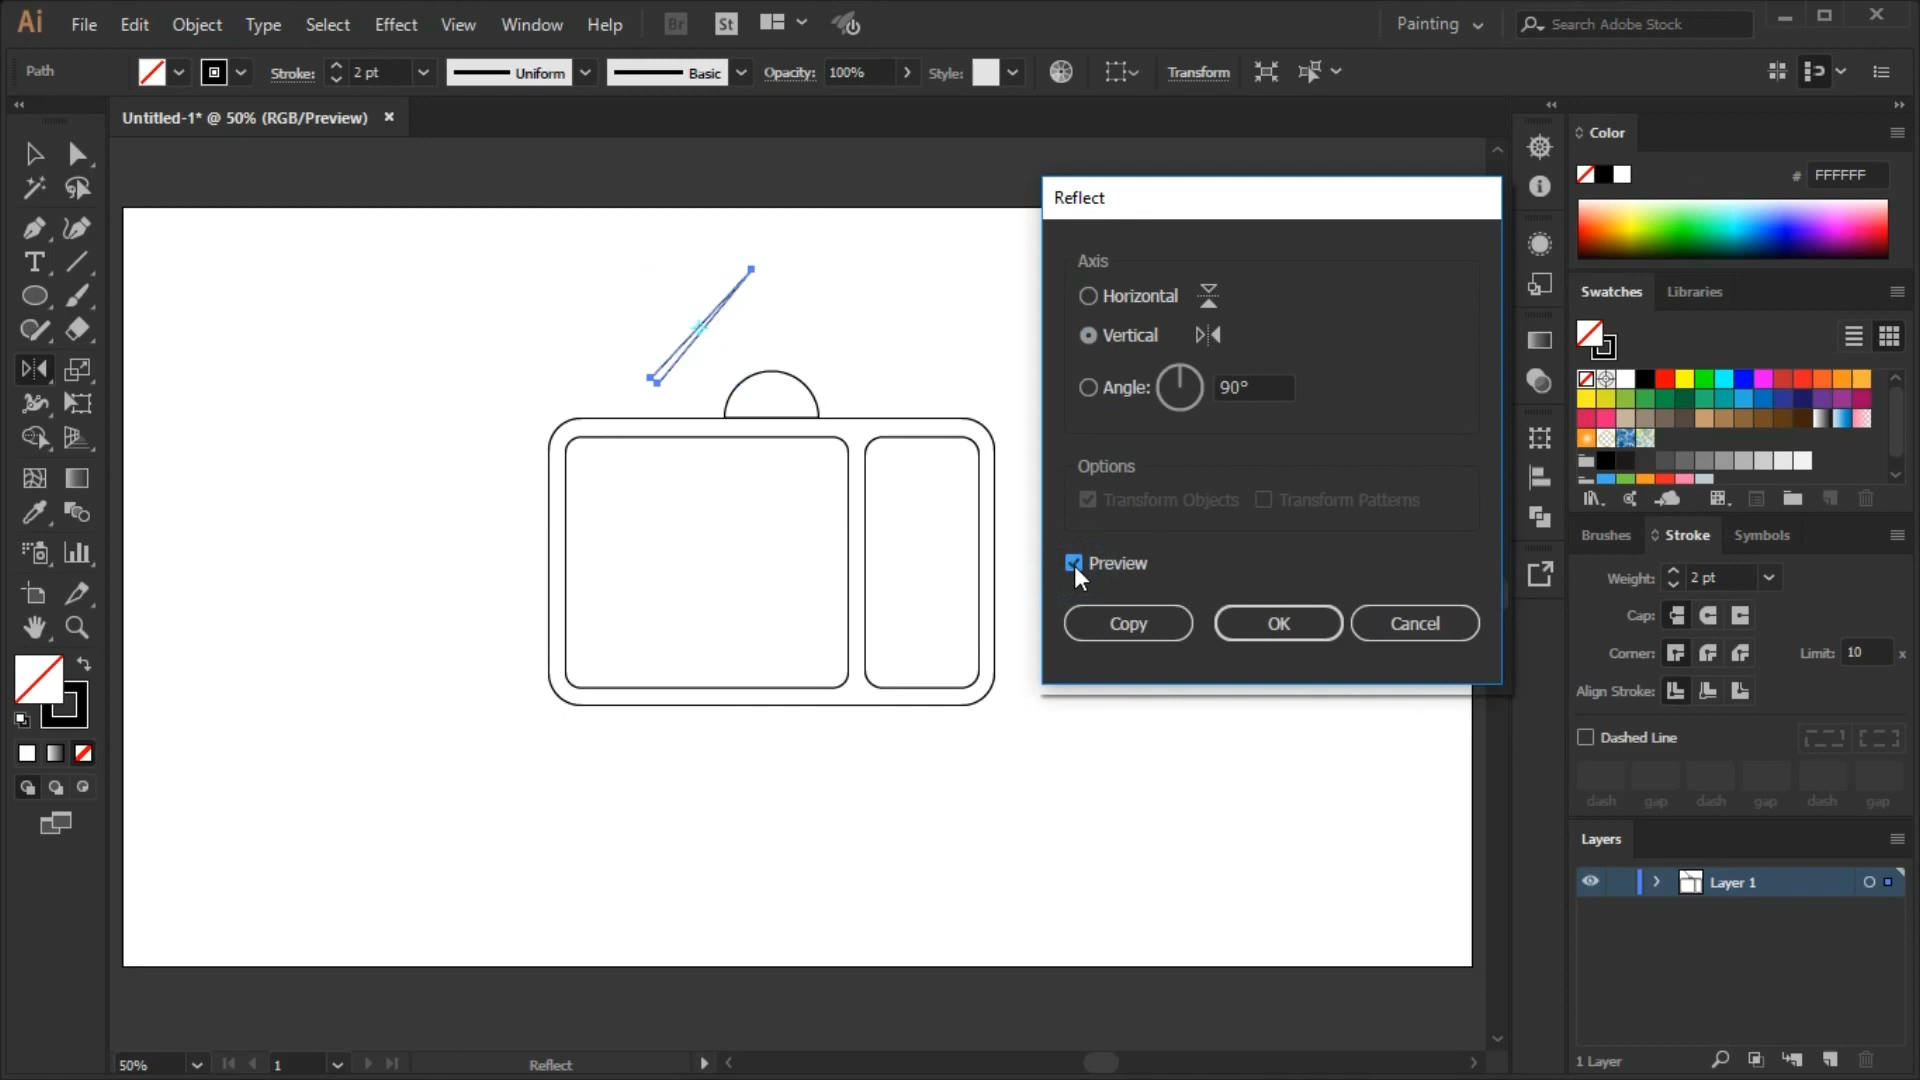 Ai File Edit Object Type Select Effect View Window Help Br St Painting Search Adobe Stock
Path Stroke: 2 pt Uniform Basic Opacity: 100% Style: Transform
Untitled-1* @ 50% (RGB/Preview)
Color
# FFFFFF
Reflect
Axis
Horizontal
Vertical
Angle: 90°
Options
Transform Objects Transform Patterns
Preview
Copy OK Cancel
Swatches Libraries
Brushes Stroke Symbols
Weight: 2 pt
Cap:
Corner: Limit: 10 x
Align Stroke:
Dashed Line
dash gap dash gap dash gap
Layers
Layer 1
1 Layer
50% 1 Reflect